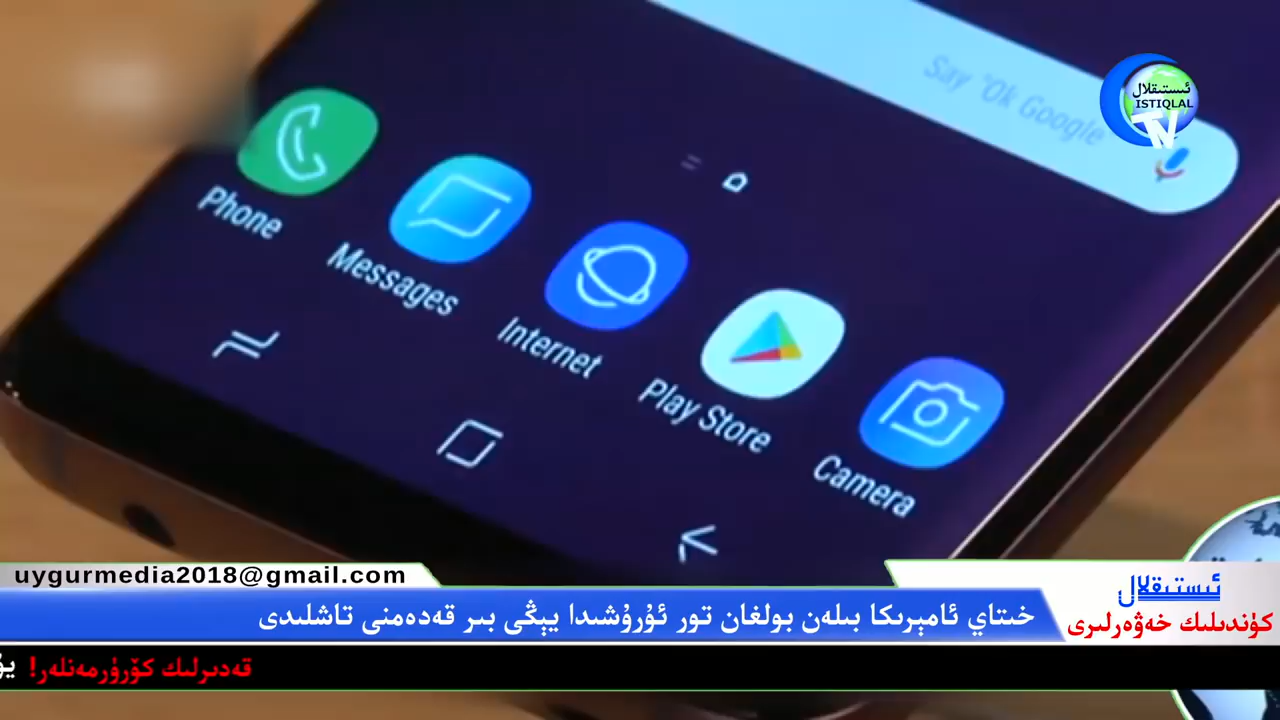 Say "Ok Google
ئىستىقلال
ISTIQLAL
TV
Phone
Messages
Internet
Play Store
Camera
uygurmedia2018@gmail.com
ئىستىقلال
خىتاي ئامېرىكا بىلەن بولغان تور ئۇرۇشىدا يېڭى بىر قەدەمنى تاشلىدى
كۈندىلىك خەۋەرلىرى
قەدىرلىك كۆرۈرمەنلەر!